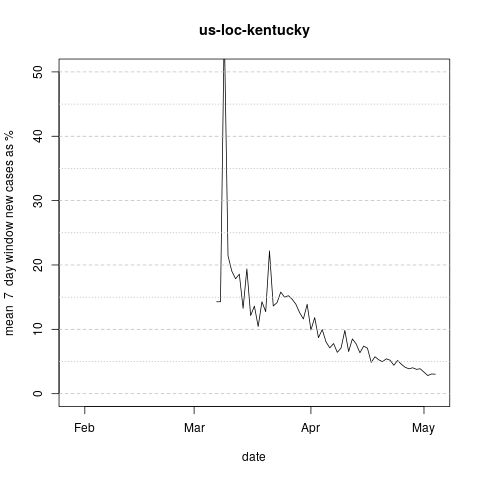 us-loc-kentucky
mean  7  day window new cases as %
50
40
30
20
10
0
Feb
Mar
Apr
May
date